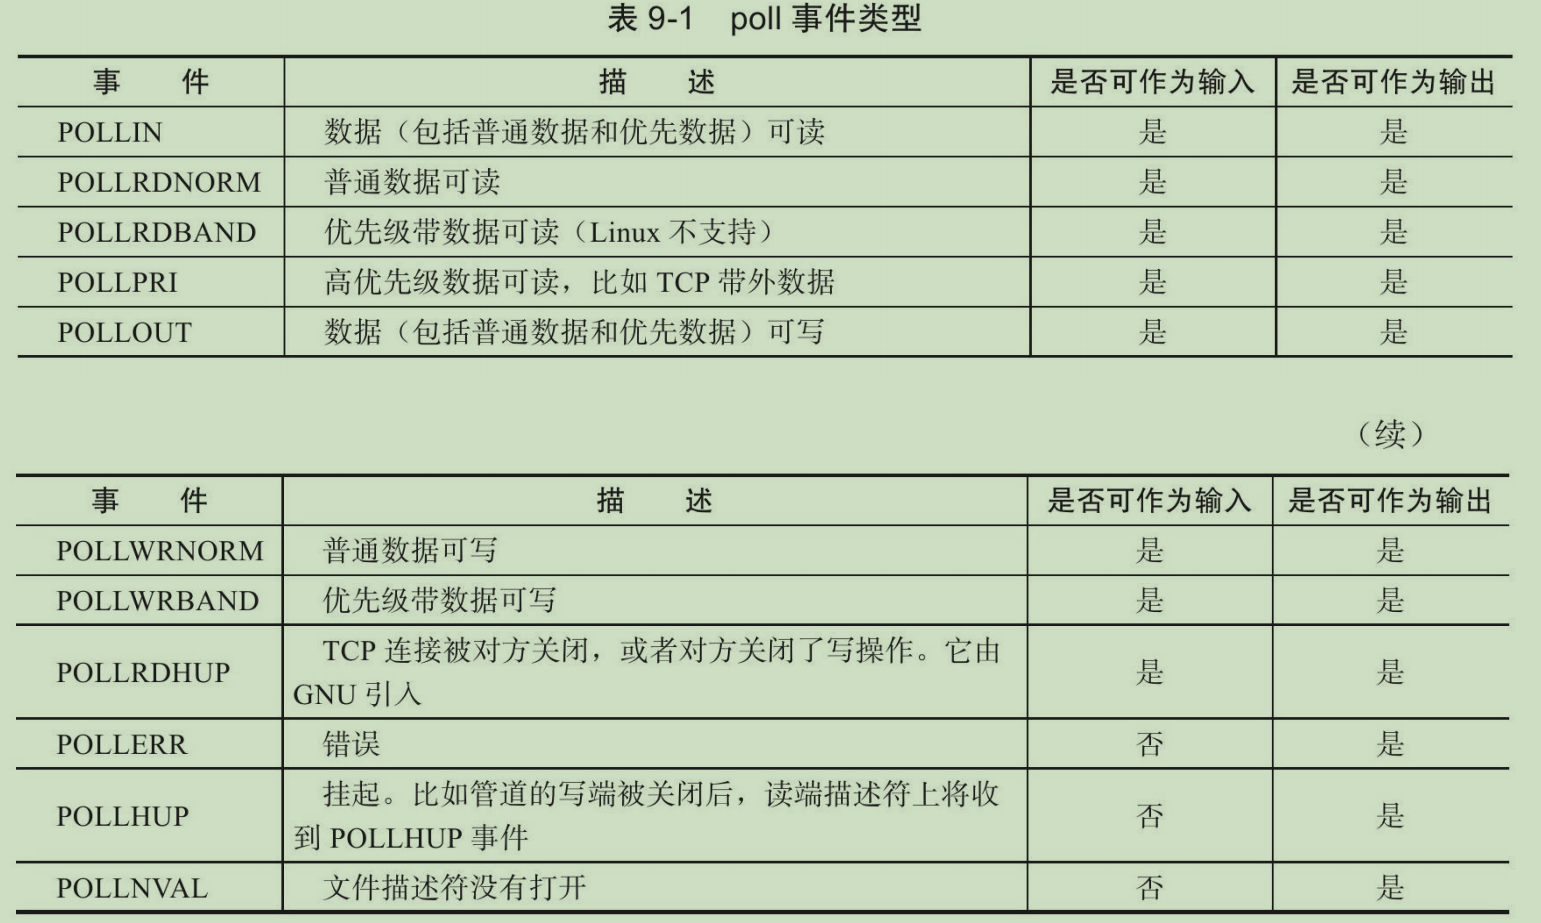 表 9-1 poll 事件类型
事 件 描 述 是否可作为输入 是否可作为输出
POLLIN 数据（包括普通数据和优先数据）可读 是 是
POLLRDNORM 普通数据可读 是 是
POLLRDBAND 优先级带数据可读（Linux 不支持） 是 是
POLLPRI 高优先级数据可读，比如 TCP 带外数据 是 是
POLLOUT 数据（包括普通数据和优先数据）可写 是 是
（续）
事 件 描 述 是否可作为输入 是否可作为输出
POLLWRNORM 普通数据可写 是 是
POLLWRBAND 优先级带数据可写 是 是
POLLRDHUP TCP 连接被对方关闭，或者对方关闭了写操作。它由
GNU 引入 是 是
POLLERR 错误 否 是
POLLHUP 挂起。比如管道的写端被关闭后，读端描述符上将收
到 POLLHUP 事件 否 是
POLLNVAL 文件描述符没有打开 否 是